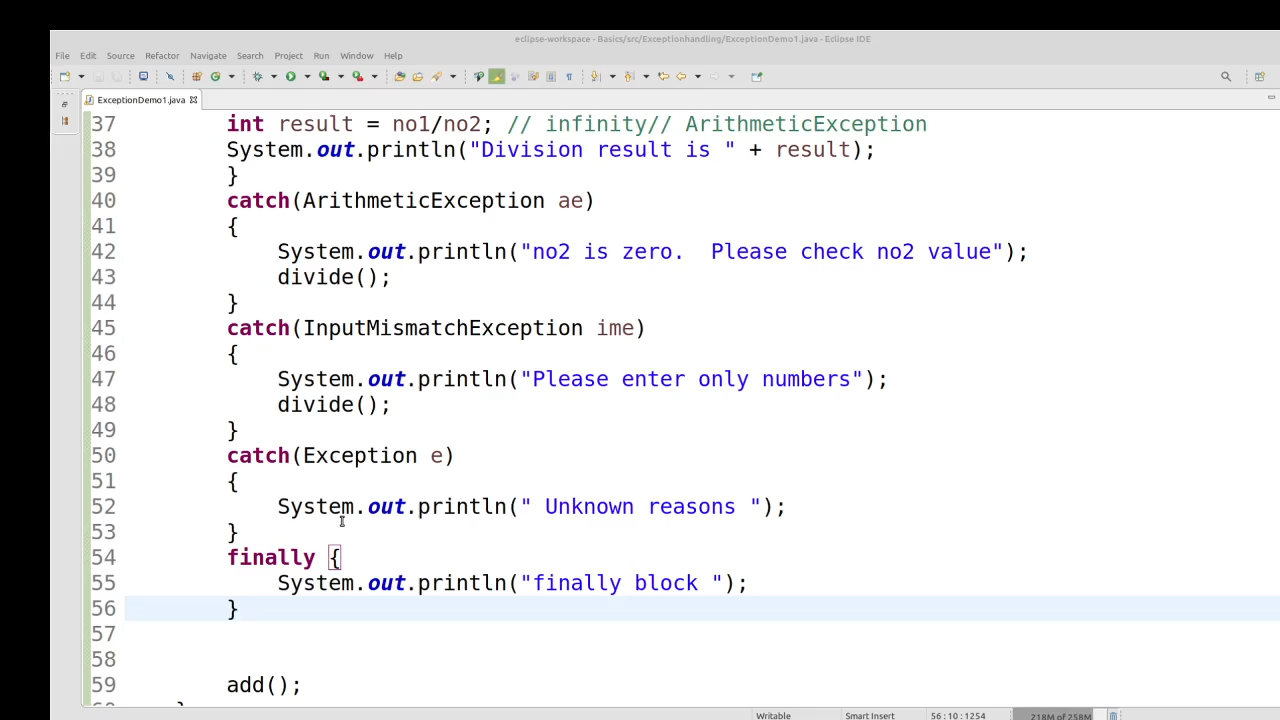 eclipse-workspace - Basics/src/Exceptionhandling/ExceptionDemo1.java - Eclipse IDE
File Edit Source Refactor Navigate Search Project Run Window Help
ExceptionDemo1.java
37 int result = no1/no2; // infinity// ArithmeticException
38 System.out.println("Division result is " + result);
39 }
40 catch(ArithmeticException ae)
41 {
42 System.out.println("no2 is zero.  Please check no2 value");
43 divide();
44 }
45 catch(InputMismatchException ime)
46 {
47 System.out.println("Please enter only numbers");
48 divide();
49 }
50 catch(Exception e)
51 {
52 System.out.println(" Unknown reasons ");
53 }
54 finally {
55 System.out.println("finally block ");
56 }
57
58
59 add();
Writable Smart Insert 56 : 10 : 1254 218M of 258M